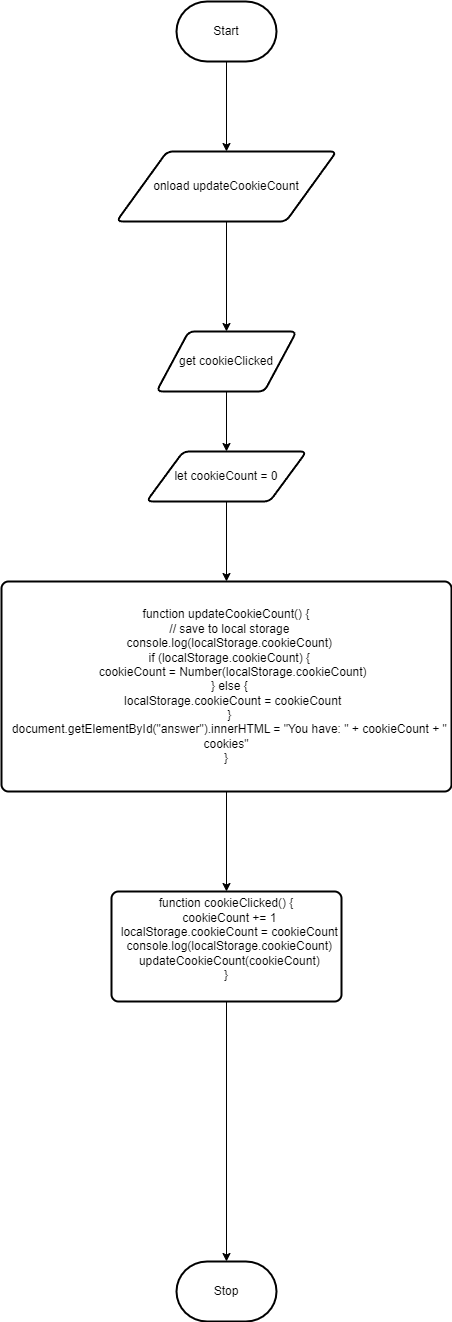 Start
onload updateCookieCount
get cookieClicked
let cookieCount = 0
function updateCookieCount() {
// save to local storage
console.log(localStorage.cookieCount)
if (localStorage.cookieCount) {
cookieCount = Number(localStorage.cookieCount)
} else {
localStorage.cookieCount = cookieCount
}
document.getElementById("answer").innerHTML = "You have: " + cookieCount + "
cookies"
}
function cookieClicked() {
cookieCount += 1
localStorage.cookieCount = cookieCount
console.log(localStorage.cookieCount)
updateCookieCount(cookieCount)
}
Stop